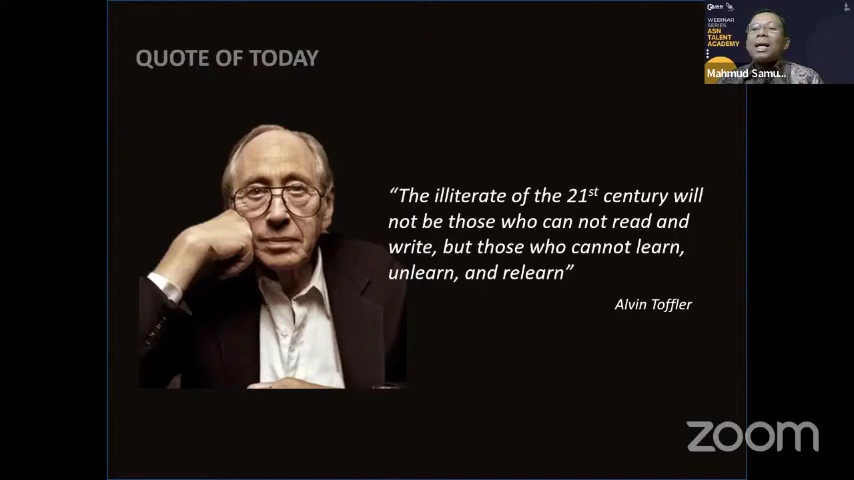 QUOTE OF TODAY
“The illiterate of the 21st century will
not be those who can not read and
write, but those who cannot learn,
unlearn, and relearn”
Alvin Toffler
WEBINAR
SERIES
ASN
TALENT
ACADEMY
Mahmud Samu...
zoom